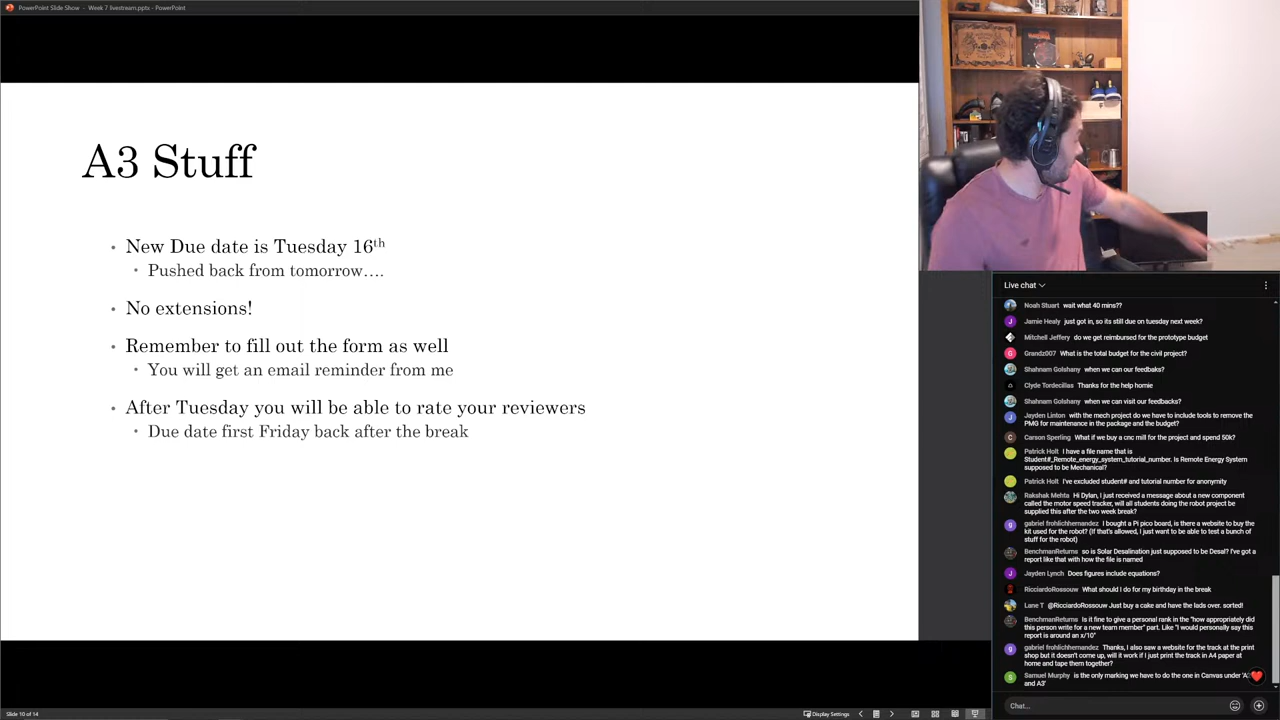 PowerPoint Slide Show - Week 7 livestream.ppts - PowerPoint
A3 Stuff
• New Due date is Tuesday 16th
• Pushed back from tomorrow….
• No extensions!
• Remember to fill out the form as well
• You will get an email reminder from me
• After Tuesday you will be able to rate your reviewers
• Due date first Friday back after the break
Live chat
Noah Stuart wait what 40 mins??
J Jamie Healy just got in, so its still due on tuesday next week?
Mitchell Jeffery do we get reimbursed for the prototype budget
G Grandz007 What is the total budget for the civil project?
Shahnam Golshany when we can our feedbaks?
Clyde Tordecillas Thanks for the help homie
Shahnam Golshany when we can visit our feedbacks?
J Jayden Linton with the mech project do we have to include tools to remove the
PMG for maintenance in the package and the budget?
C Carson Sperling What if we buy a cnc mill for the project and spend 50k?
Patrick Holt I have a file name that is
Student#_Remote_energy_system_tutorial_number. Is Remote Energy System
supposed to be Mechanical?
Patrick Holt I've excluded student# and tutorial number for anonymity
Rakshak Mehta Hi Dylan, I just received a message about a new component
called the motor speed tracker, will all students doing the robot project be
supplied this after the two week break?
g gabriel frohlichhernandez I bought a Pi pico board, is there a website to buy the
kit used for the robot? (If that's allowed, I just want to be able to test a bunch of
stuff for the robot)
BenchmanReturns so is Solar Desalination just supposed to be Desal? I've got a
report like that with how the file is named
J Jayden Lynch Does figures include equations?
RicciardoRossouw What should I do for my birthday in the break
Lane T @RicciardoRossouw Just buy a cake and have the lads over. sorted!
BenchmanReturns Is it fine to give a personal rank in the "how appropriately did
this person write for a new team member" part. Like "I would personally say this
report is around an x/10"
g gabriel frohlichhernandez Thanks, I also saw a website for the track at the print
shop but it doesn't come up, will it work if I just print the track in A4 paper at
home and tape them together?
S Samuel Murphy is the only marking we have to do the one in Canvas under
and A3'
Chat...
Slide 10 of 14
Display Settings